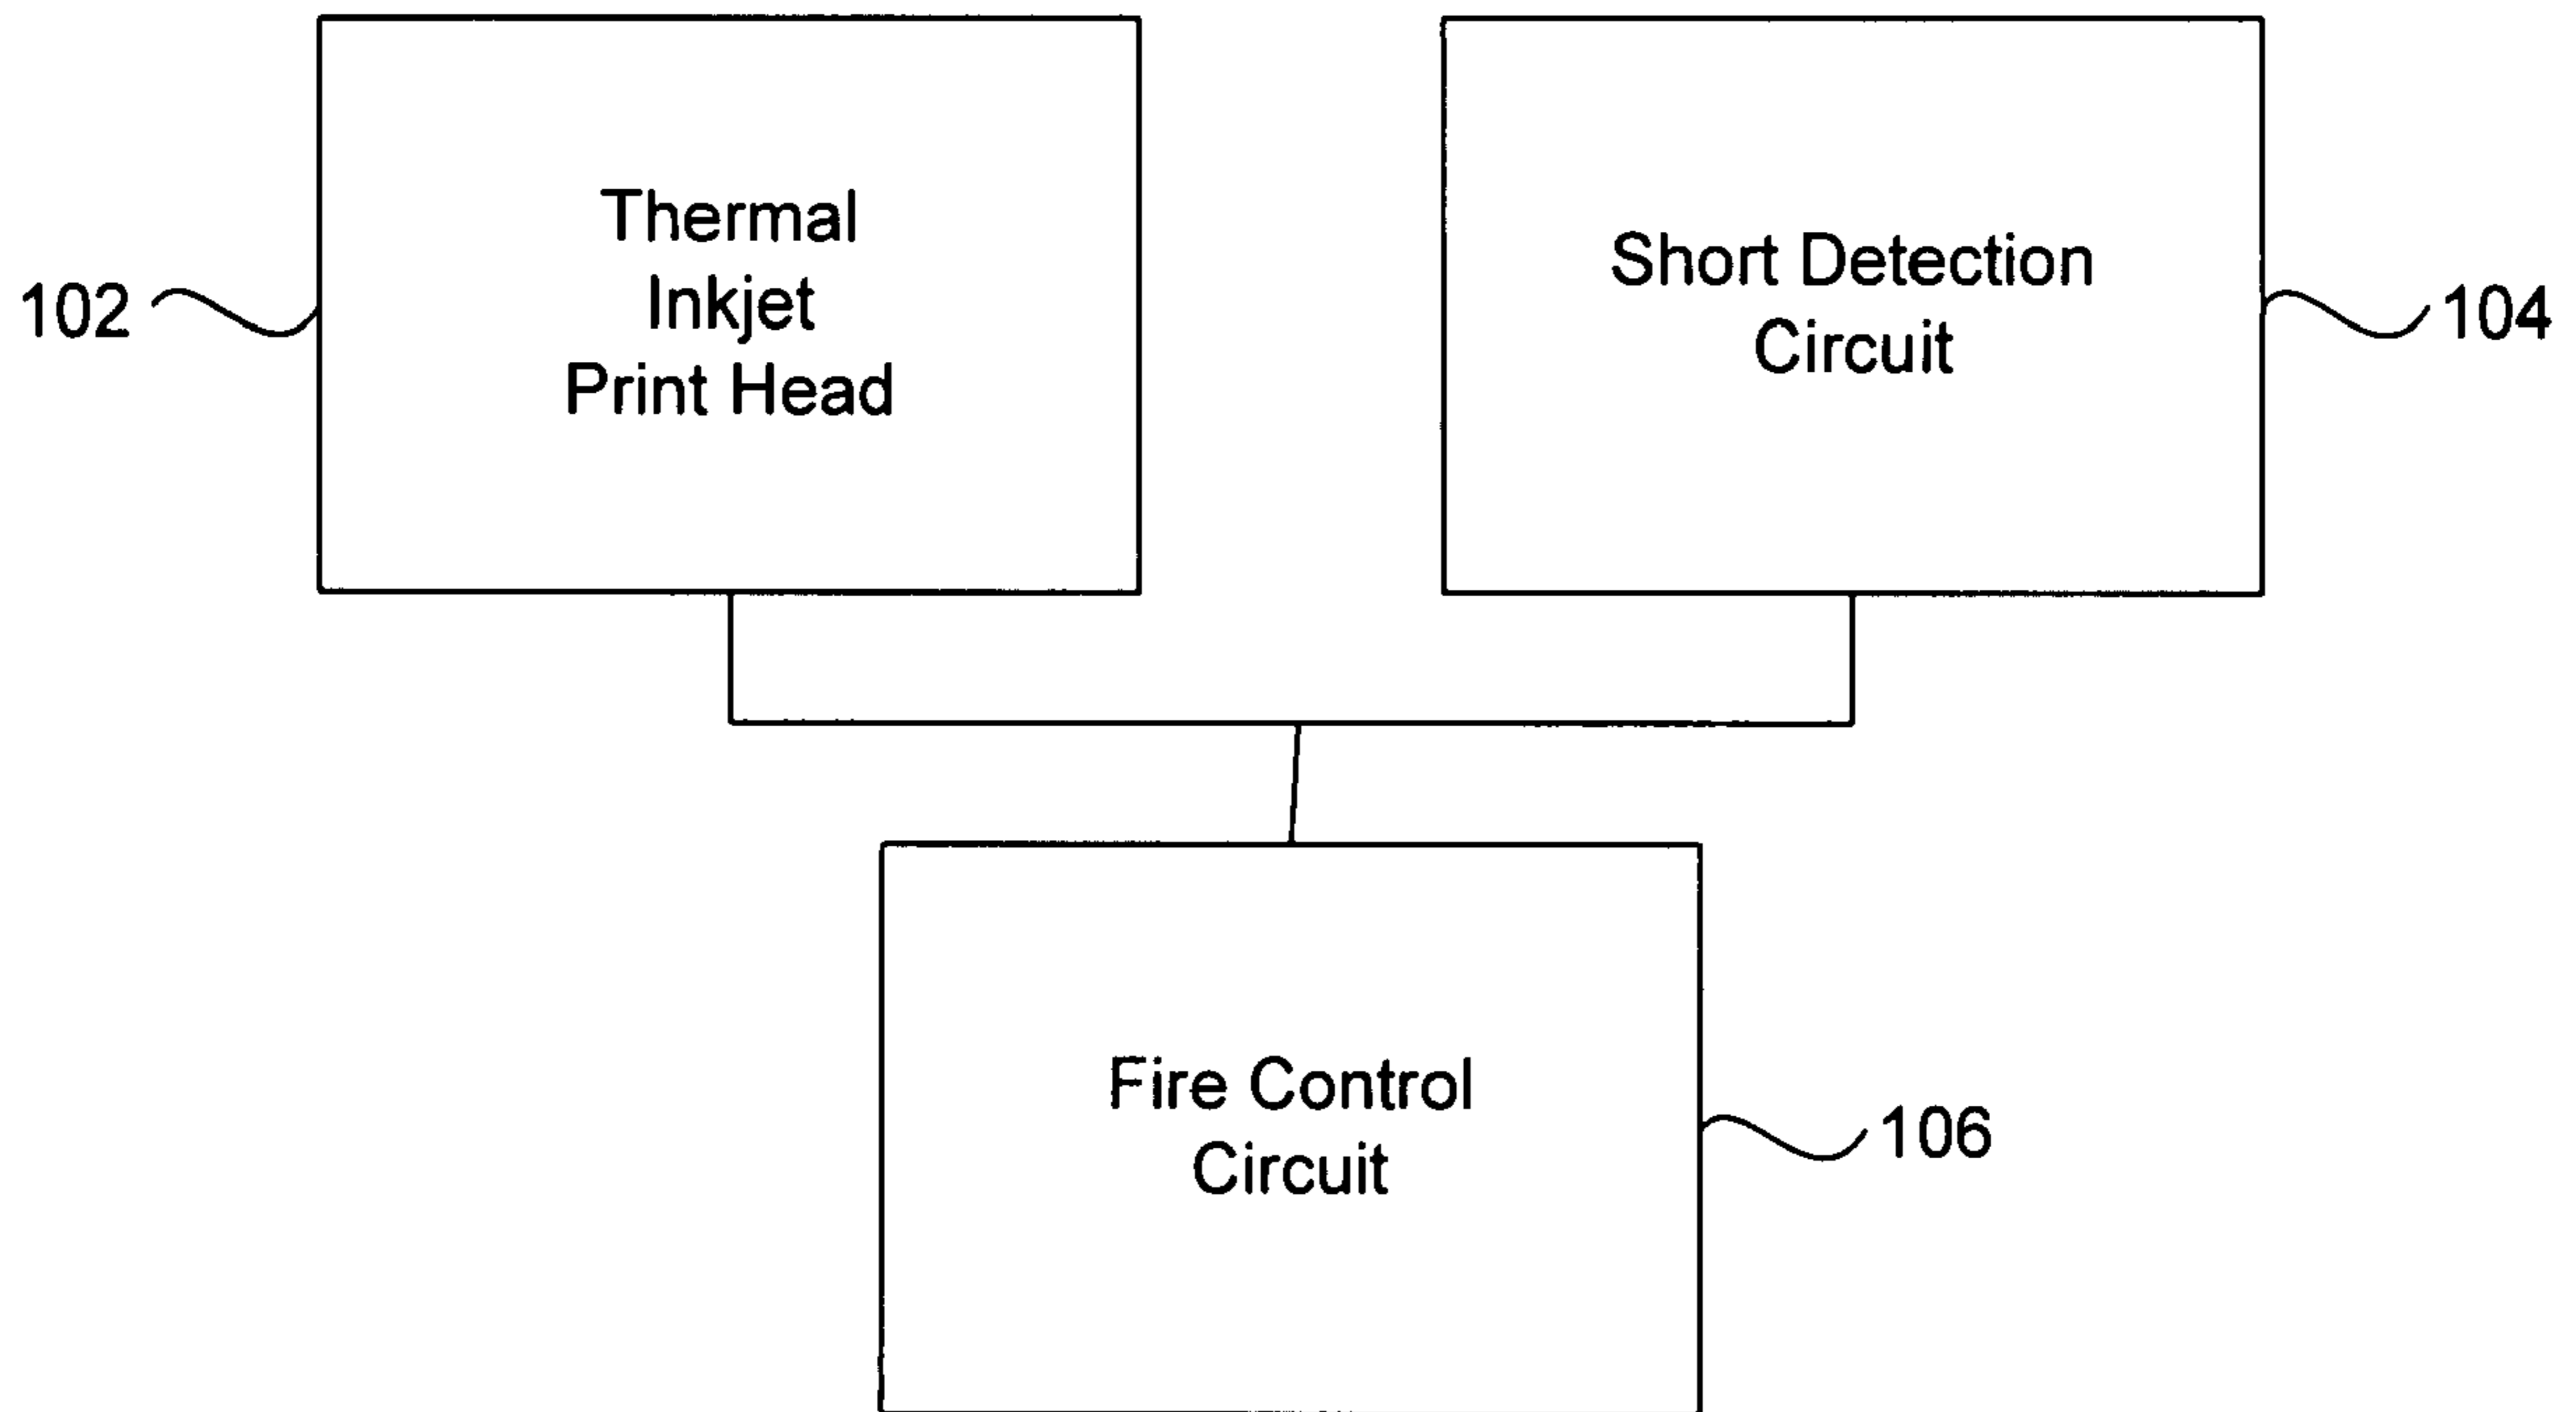 Thermal
Inkjet
Print Head
102
Short Detection
Circuit
104
Fire Control
Circuit
106